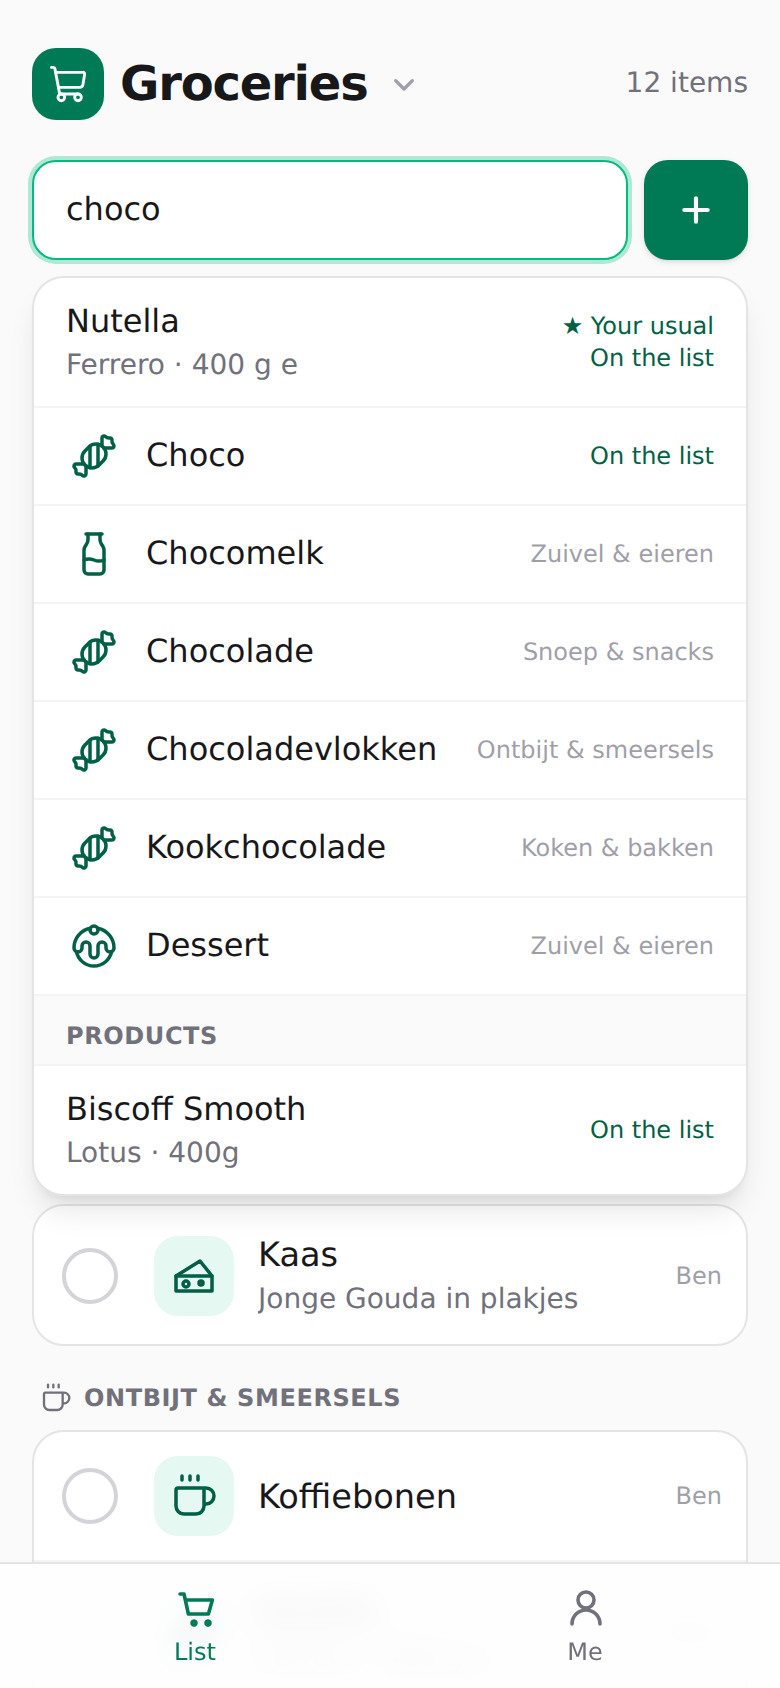 Groceries
12 items
choco
+
Nutella
★ Your usual
Ferrero · 400 g e
On the list
Choco
On the list
Chocomelk
Zuivel & eieren
Chocolade
Snoep & snacks
Chocoladevlokken
Ontbijt & smeersels
Kookchocolade
Koken & bakken
Dessert
Zuivel & eieren
PRODUCTS
Biscoff Smooth
Lotus · 400g
On the list
Kaas
Jonge Gouda in plakjes
Ben
ONTBIJT & SMEERSELS
Koffiebonen
Ben
List
Me